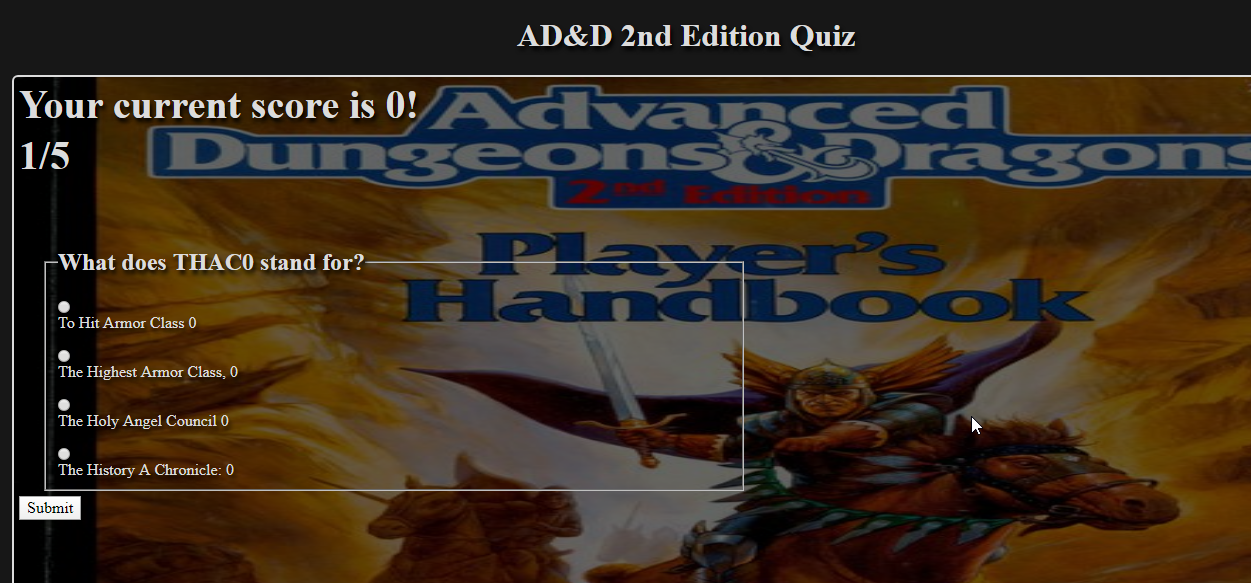 AD&D 2nd Edition Quiz
Your current score is 0!
1/5
Advanced
Dungeons & Dragons
2nd Edition
Player's
Handbook
What does THAC0 stand for?
To Hit Armor Class 0
The Highest Armor Class, 0
The Holy Angel Council 0
The History A Chronicle: 0
Submit